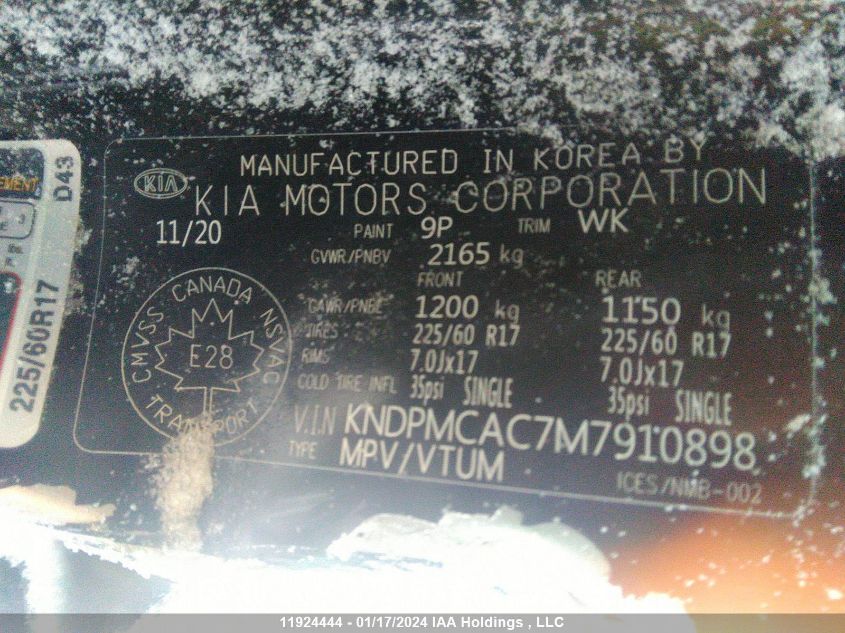 MANUFACTURED IN KOREA BY
KIA KIA MOTORS CORPORATION
11/20 PAINT 9P TRIM WK
GVWR/PNBV 2165 kg
FRONT REAR
GAWR/PNBE 1200 kg 1150 kg
TIRES 225/60 R17 225/60 R17
RIMS 7.0Jx17 7.0Jx17
COLD TIRE INFL 35psi SINGLE 35psi SINGLE
V.I.N KNDPMCAC7M7910898
TYPE MPV/VTUM
ICES/NMB-002
CMVSS CANADA NSVAC
E28
TRANSPORT
EMENT
D43
225/60R17
11924444 - 01/17/2024 IAA Holdings , LLC